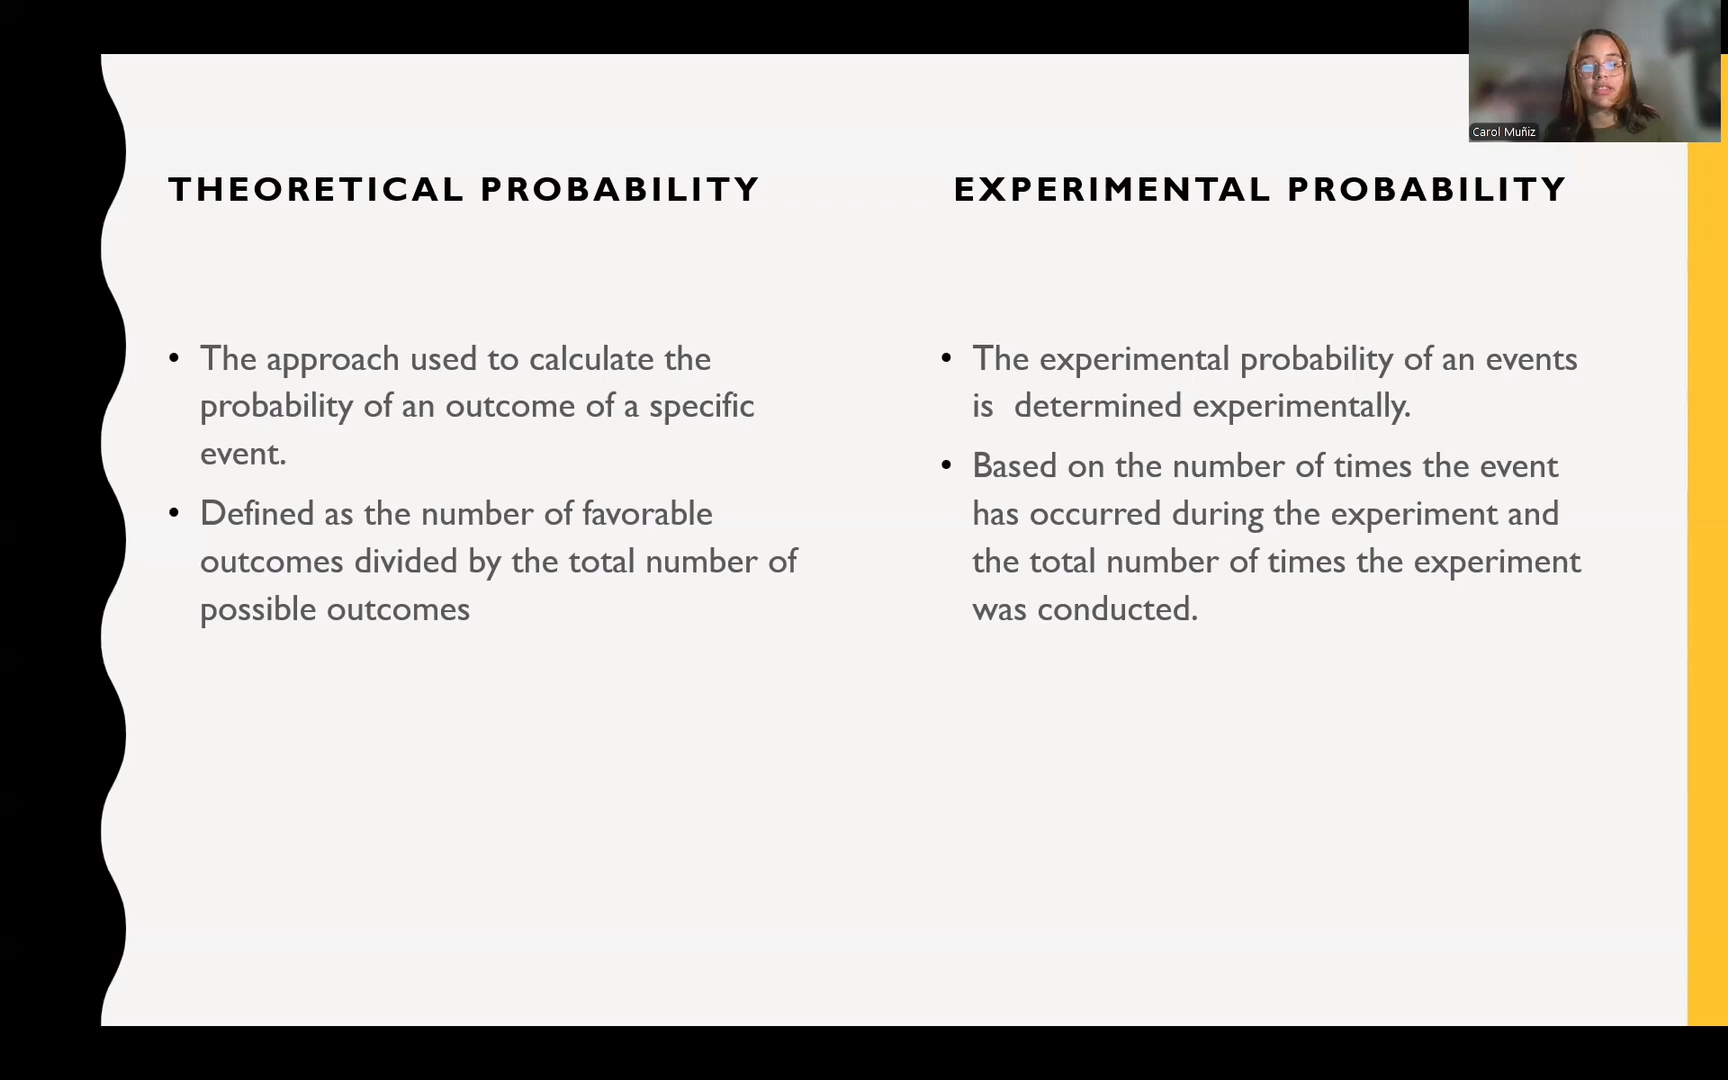 Carol Muñiz
THEORETICAL PROBABILITY
• The approach used to calculate the
probability of an outcome of a specific
event.
• Defined as the number of favorable
outcomes divided by the total number of
possible outcomes
EXPERIMENTAL PROBABILITY
• The experimental probability of an events
is  determined experimentally.
• Based on the number of times the event
has occurred during the experiment and
the total number of times the experiment
was conducted.